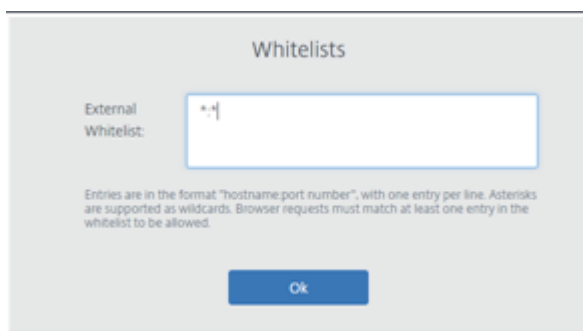 Whitelists
External
Whitelist:
*:*
Entries are in the format "hostname:port number", with one entry per line. Asterisks
are supported as wildcards. Browser requests must match at least one entry in the
whitelist to be allowed.
Ok